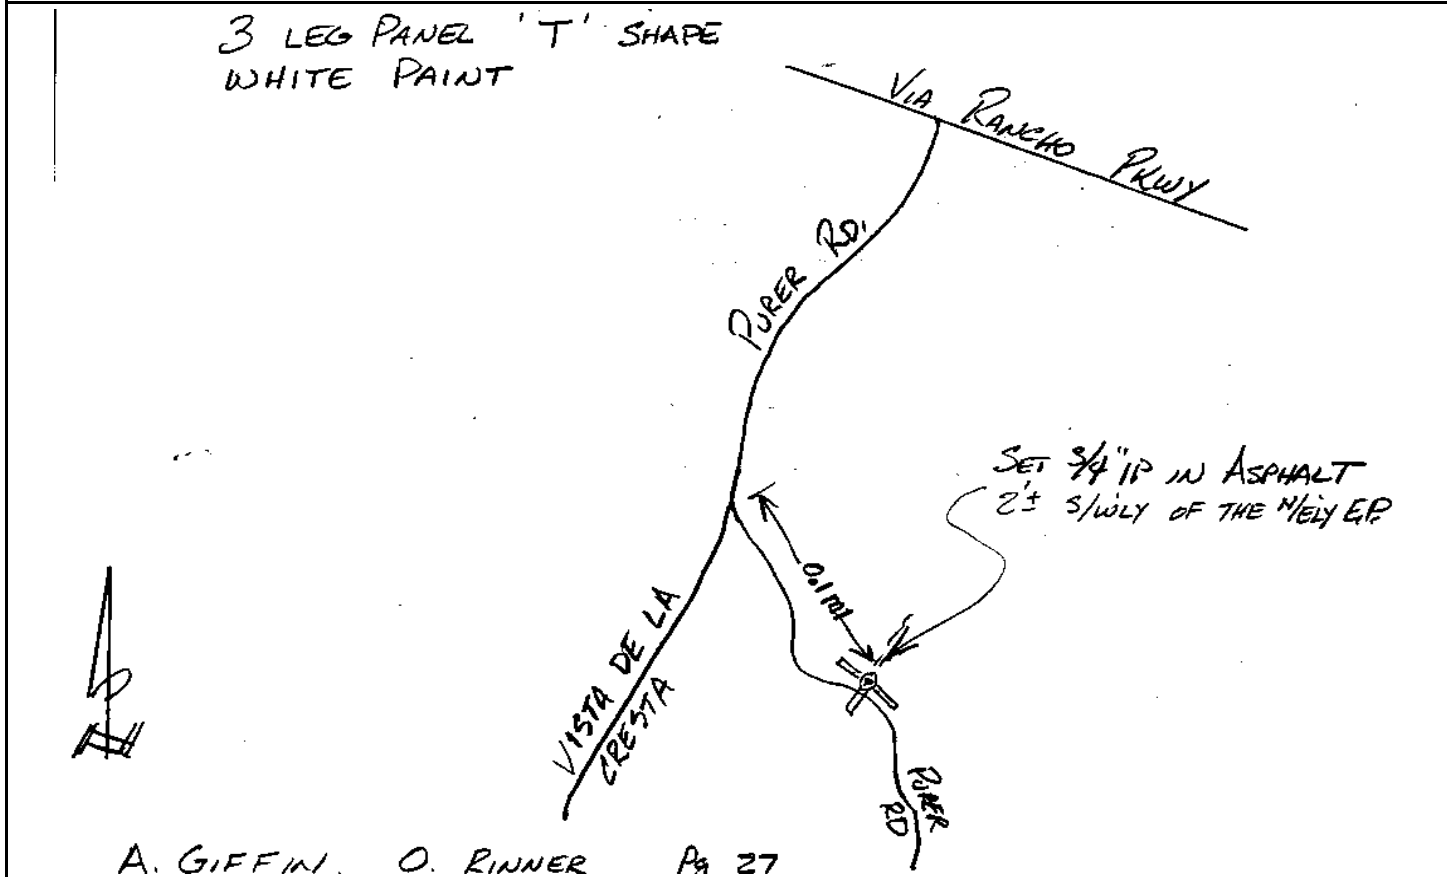 3 LEG PANEL 'T' SHAPE
WHITE PAINT
VIA RANCHO PKWY
PURER RD.
SET 3/4" IP IN ASPHALT
2'± S/WLY OF THE N/ELY E.P.
0.1 MI
VISTA DE LA
CRESTA
PURER
RD
N
A. GIFFIN. O. RINNER Pg 27